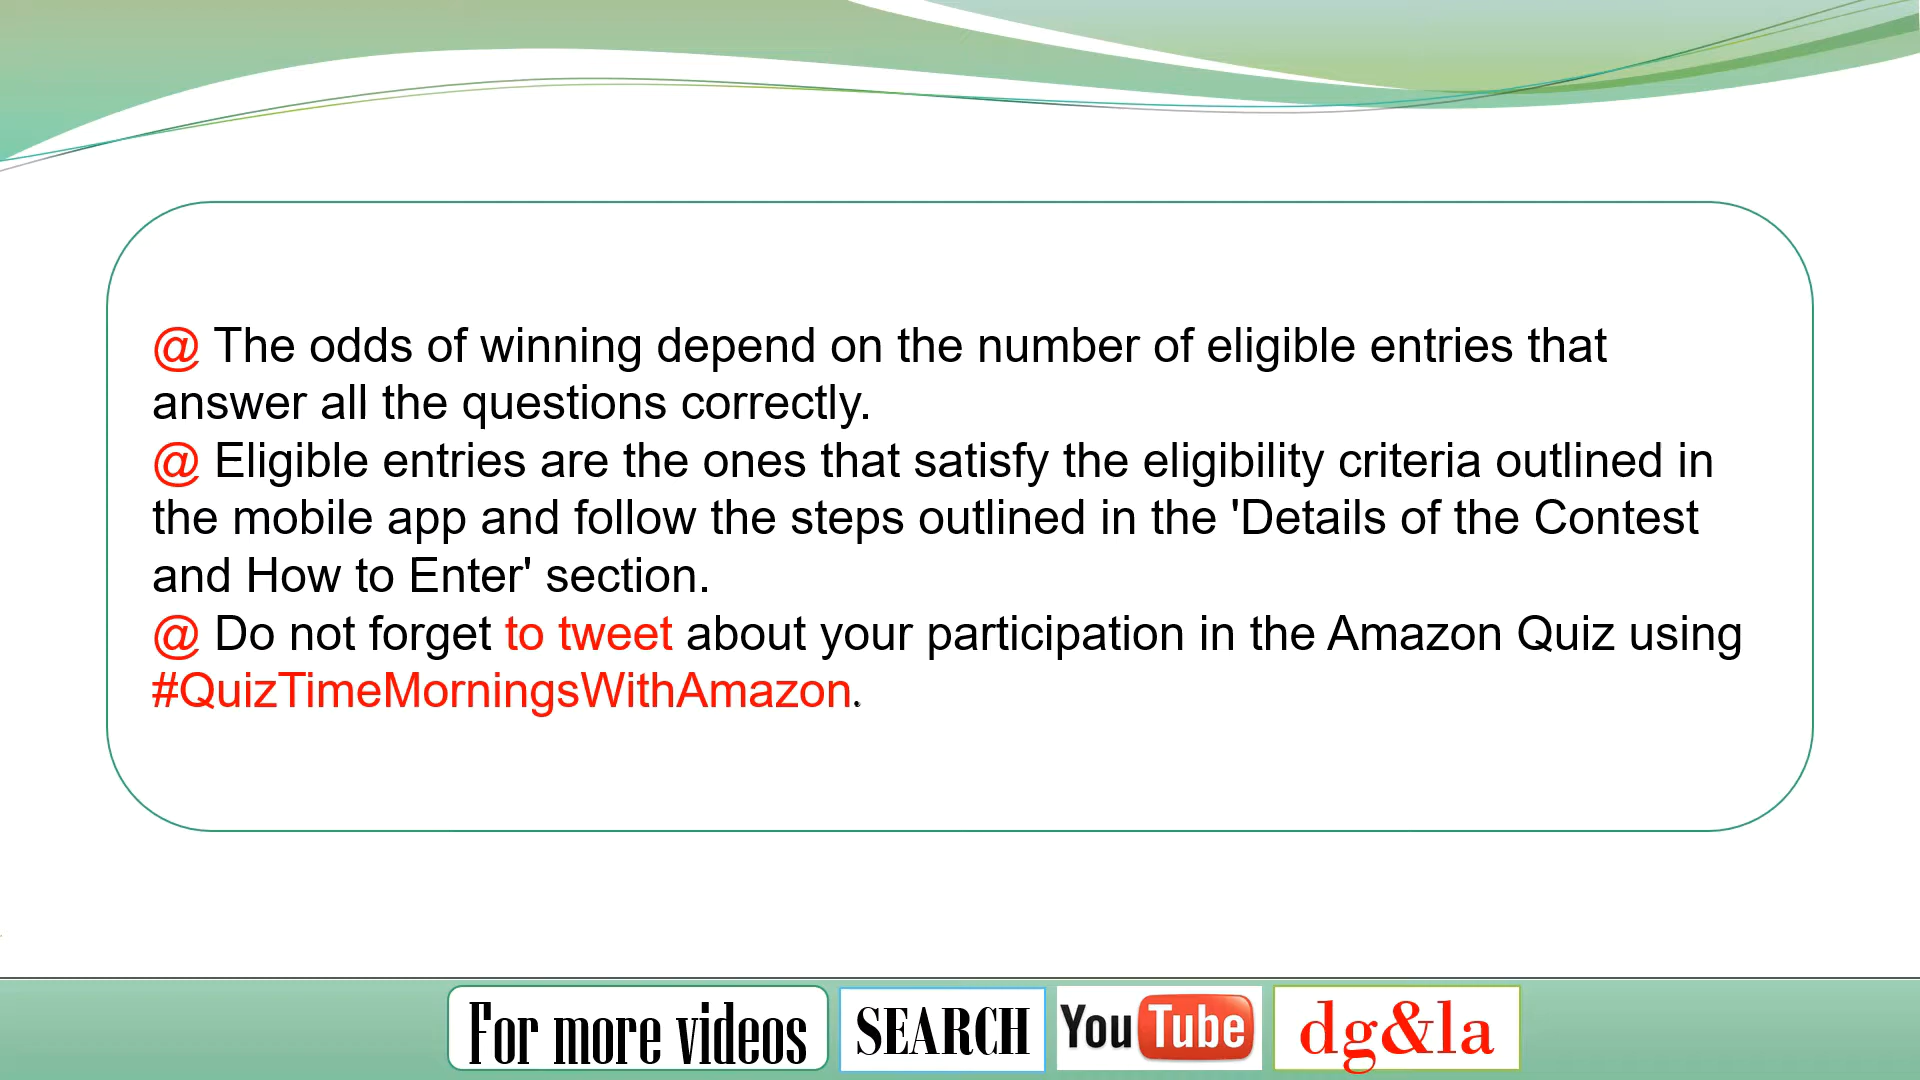 @ The odds of winning depend on the number of eligible entries that
answer all the questions correctly.
@ Eligible entries are the ones that satisfy the eligibility criteria outlined in
the mobile app and follow the steps outlined in the 'Details of the Contest
and How to Enter' section.
@ Do not forget to tweet about your participation in the Amazon Quiz using
#QuizTimeMorningsWithAmazon.
For more videos SEARCH YouTube dg&la